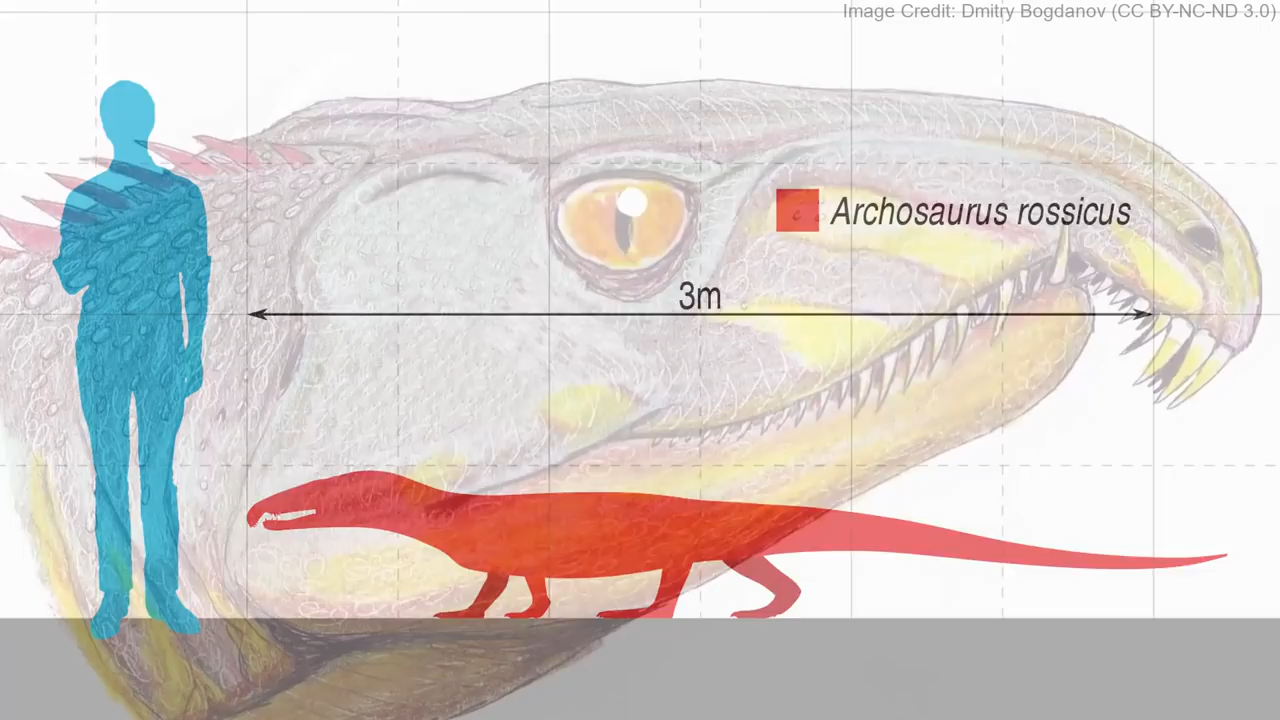 Image Credit: Dmitry Bogdanov (CC BY-NC-ND 3.0)
Archosaurus rossicus
3m